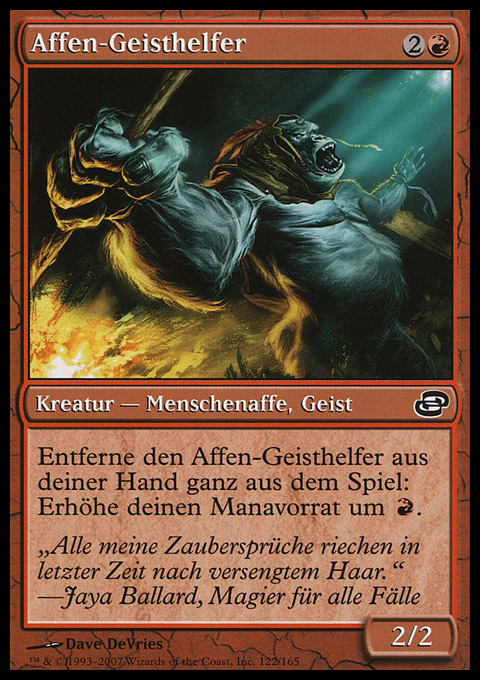 Affen-Geisthelfer 2
Kreatur — Menschenaffe, Geist
Entferne den Affen-Geisthelfer aus
deiner Hand ganz aus dem Spiel:
Erhöhe deinen Manavorrat um .
„Alle meine Zaubersprüche riechen in
letzter Zeit nach versengtem Haar.“
—Jaya Ballard, Magier für alle Fälle
Dave DeVries
2/2
™ & © 1993–2007 Wizards of the Coast, Inc. 122/165